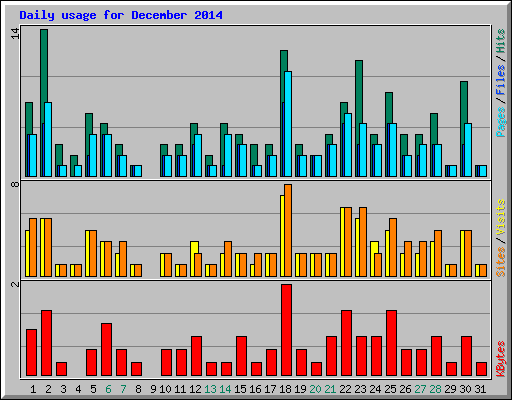 Daily usage for December 2014
14
Pages / Files / Hits
8
Sites / Visits
2
KBytes
1 2 3 4 5 6 7 8 9 10 11 12 13 14 15 16 17 18 19 20 21 22 23 24 25 26 27 28 29 30 31